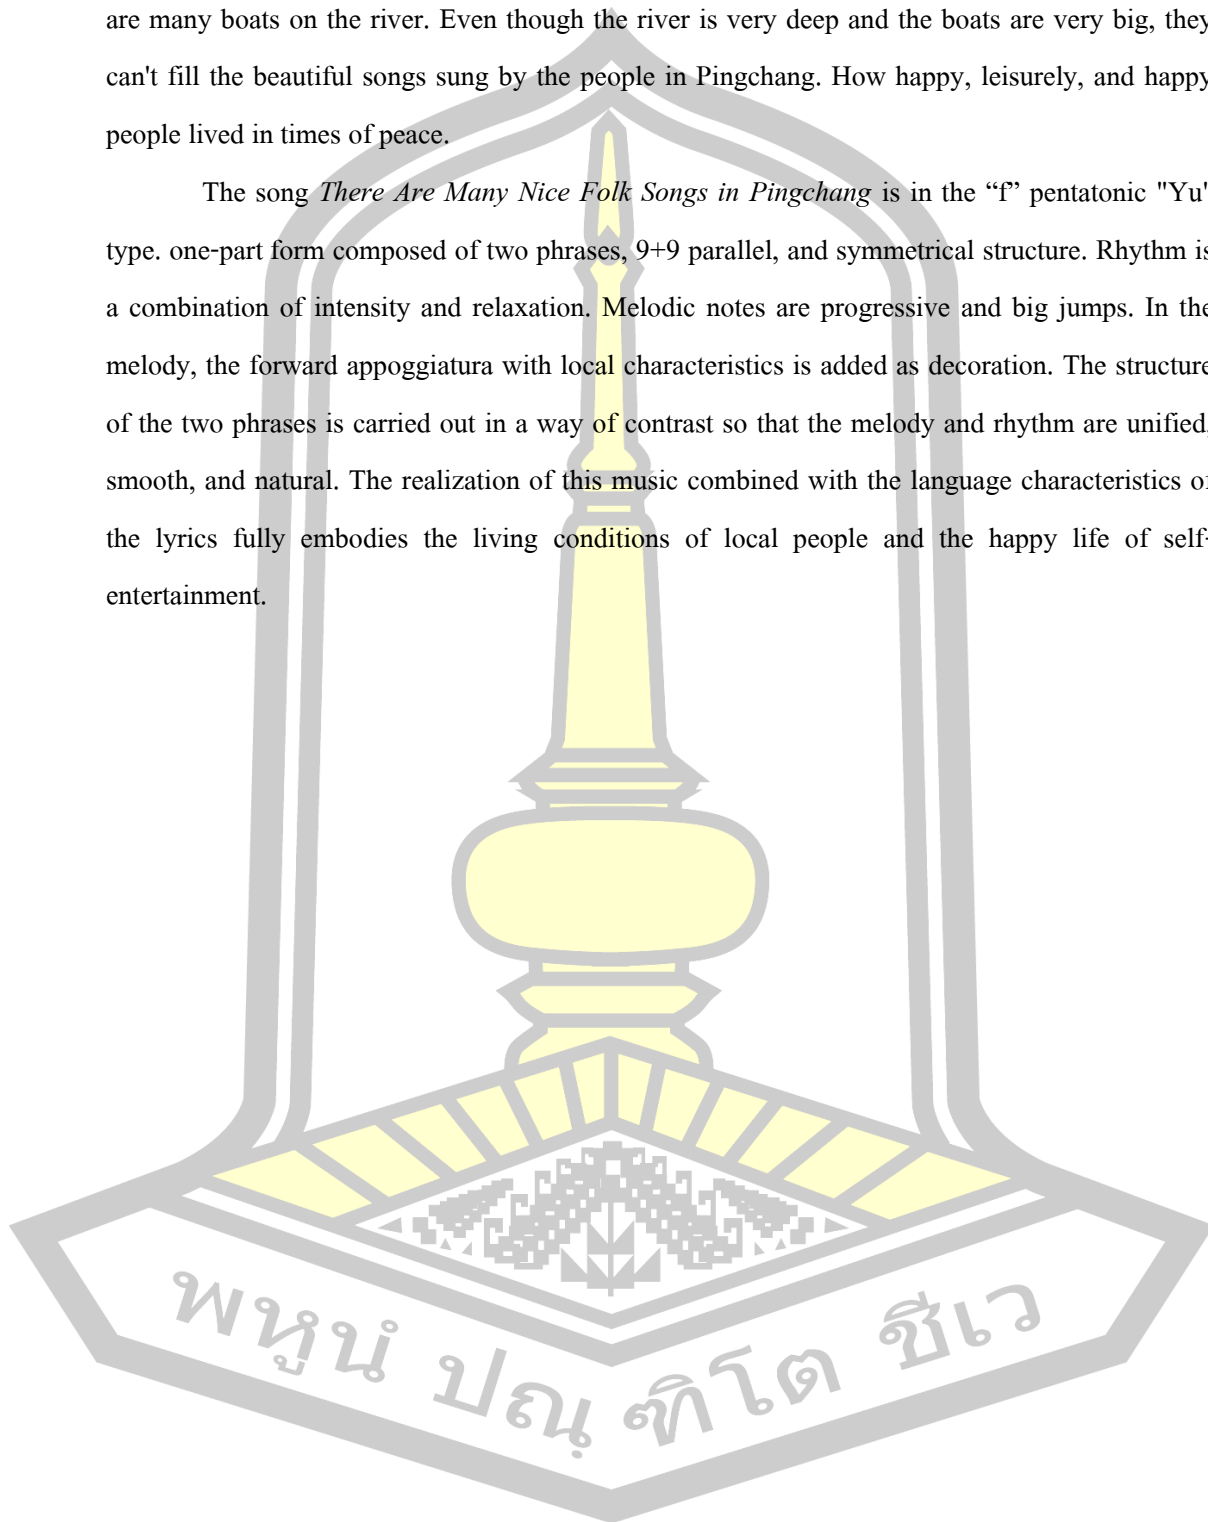 are many boats on the river. Even though the river is very deep and the boats are very big, they
can't fill the beautiful songs sung by the people in Pingchang. How happy, leisurely, and happy
people lived in times of peace.
The song There Are Many Nice Folk Songs in Pingchang is in the “f” pentatonic "Yu"
type. one-part form composed of two phrases, 9+9 parallel, and symmetrical structure. Rhythm is
a combination of intensity and relaxation. Melodic notes are progressive and big jumps. In the
melody, the forward appoggiatura with local characteristics is added as decoration. The structure
of the two phrases is carried out in a way of contrast so that the melody and rhythm are unified,
smooth, and natural. The realization of this music combined with the language characteristics of
the lyrics fully embodies the living conditions of local people and the happy life of self-
entertainment.
พหูนํ ปณฺ ฑิโต ชีเว